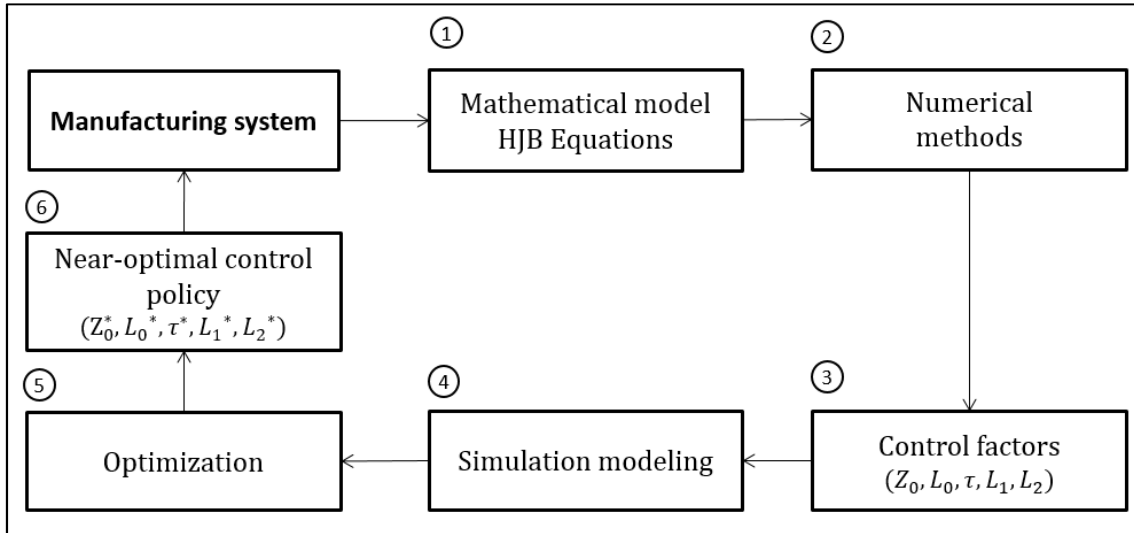 ①
②
Manufacturing system
Mathematical model
HJB Equations
Numerical
methods
⑥
Near-optimal control
policy
(Z₀*, L₀*, τ*, L₁*, L₂*)
⑤
④
③
Optimization
Simulation modeling
Control factors
(Z₀, L₀, τ, L₁, L₂)